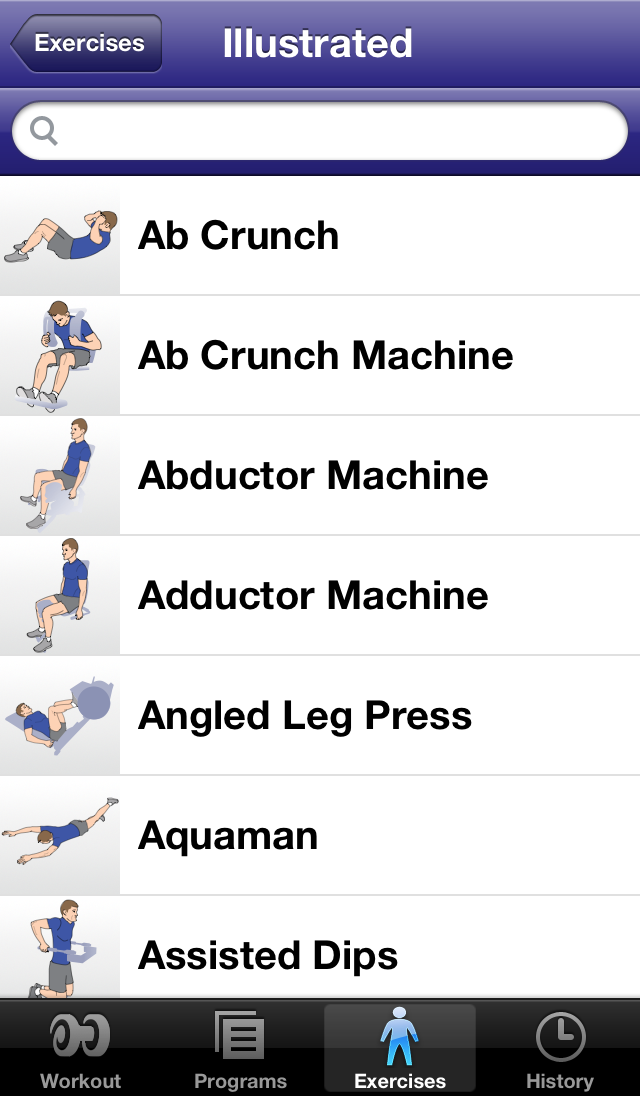 Exercises
Illustrated
Ab Crunch
Ab Crunch Machine
Abductor Machine
Adductor Machine
Angled Leg Press
Aquaman
Assisted Dips
Workout
Programs
Exercises
History